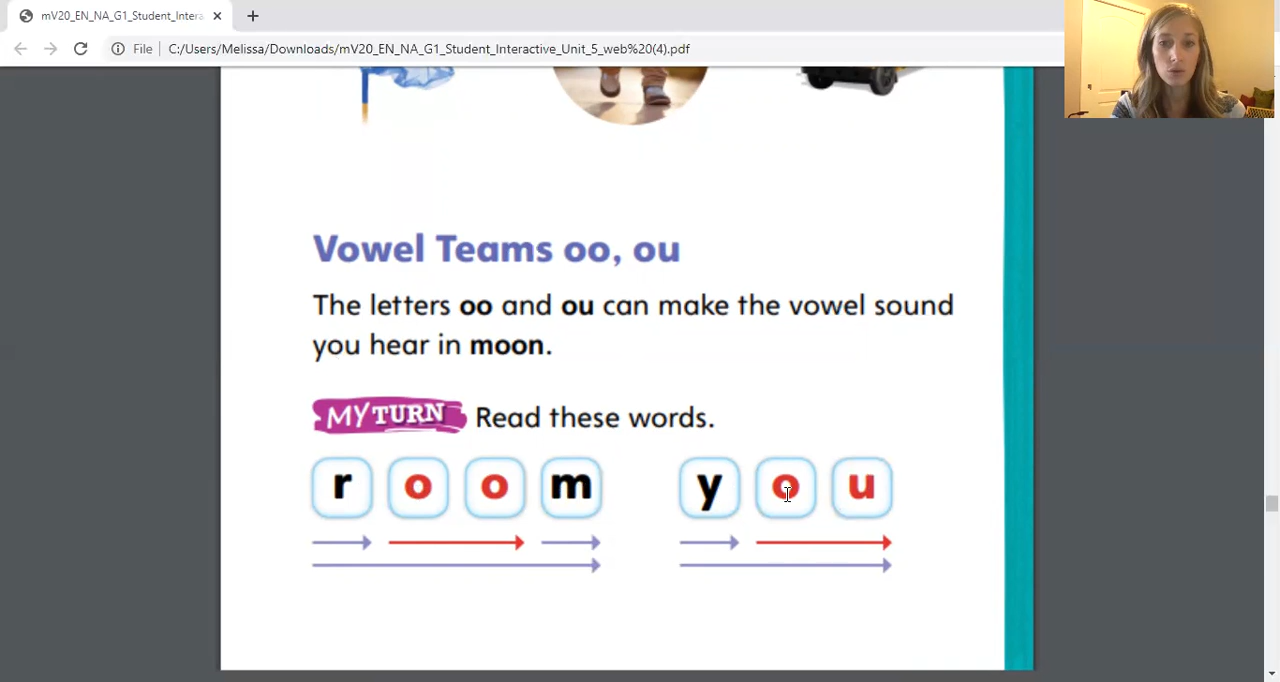 mV20_EN_NA_G1_Student_Intera
File C:/Users/Melissa/Downloads/mV20_EN_NA_G1_Student_Interactive_Unit_5_web%20(4).pdf
Vowel Teams oo, ou
The letters oo and ou can make the vowel sound
you hear in moon.
MY TURN Read these words.
r o o m y o u